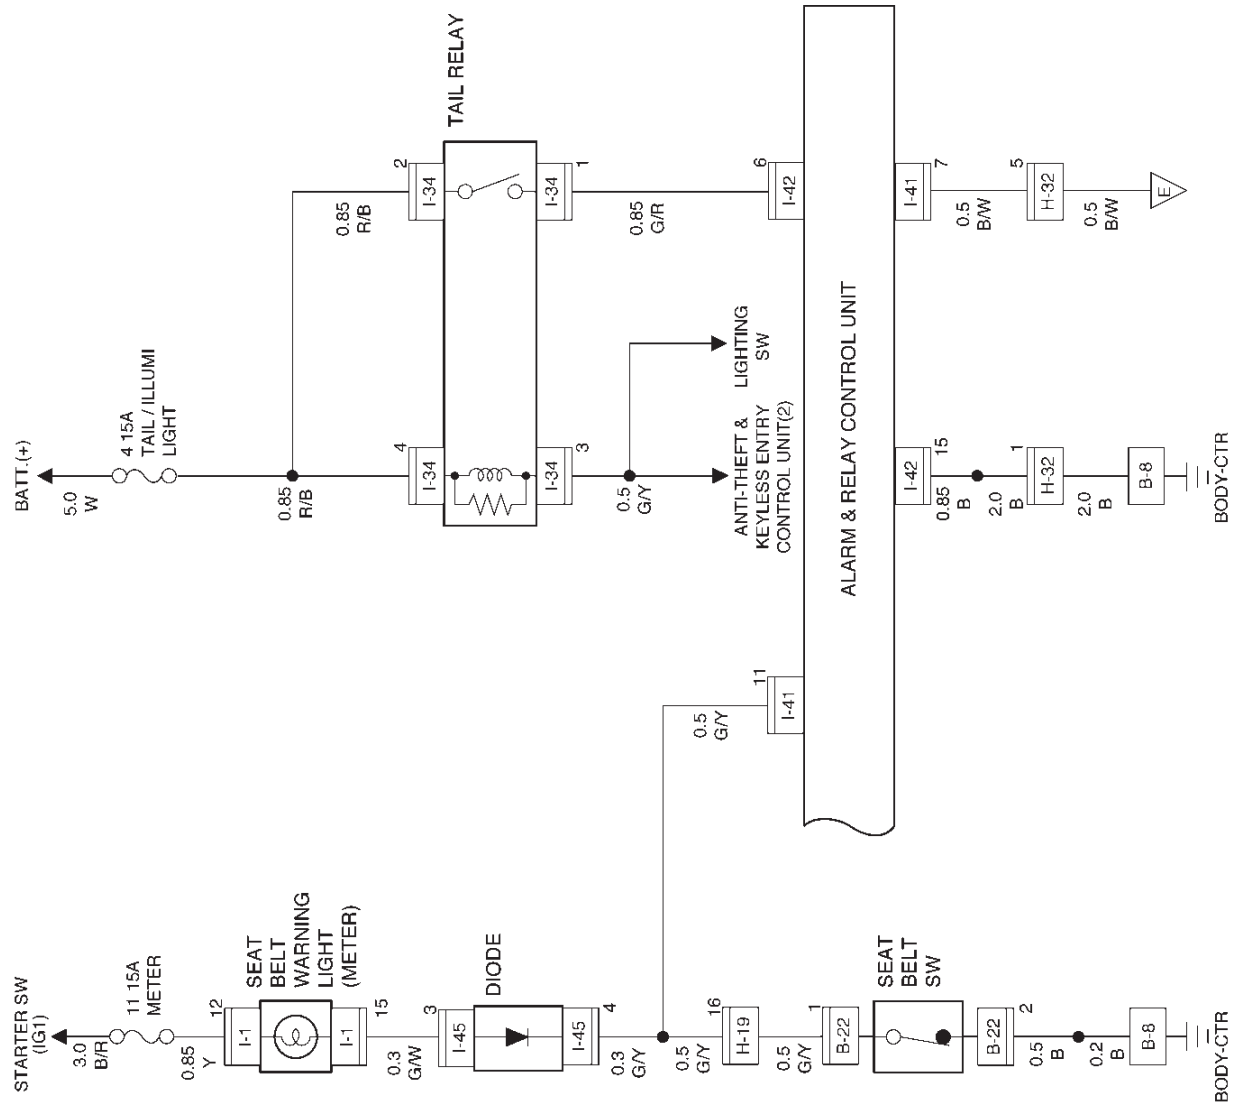 STARTER SW
(IG1)
3.0
B/R
11 15A
METER
0.85
Y
12
I-1
SEAT
BELT
WARNING
LIGHT
(METER)
I-1
15
0.3
G/W
3
I-45
DIODE
I-45
4
0.3
G/Y
0.5
G/Y
16
H-19
0.5
G/Y
1
B-22
SEAT
BELT
SW
B-22
2
0.5
B
0.2
B
B-8
BODY-CTR
0.5
G/Y
11
I-41
BATT.(+)
5.0
W
4 15A
TAIL / ILLUMI
LIGHT
0.85
R/B
4
I-34
I-34
3
0.5
G/Y
ANTI-THEFT &
KEYLESS ENTRY
CONTROL UNIT(2)
LIGHTING
SW
0.85
R/B
2
I-34
TAIL RELAY
I-34
1
0.85
G/R
6
I-42
ALARM & RELAY CONTROL UNIT
I-42
15
0.85
B
2.0
B
1
H-32
2.0
B
B-8
BODY-CTR
I-41
7
0.5
B/W
5
H-32
0.5
B/W
E